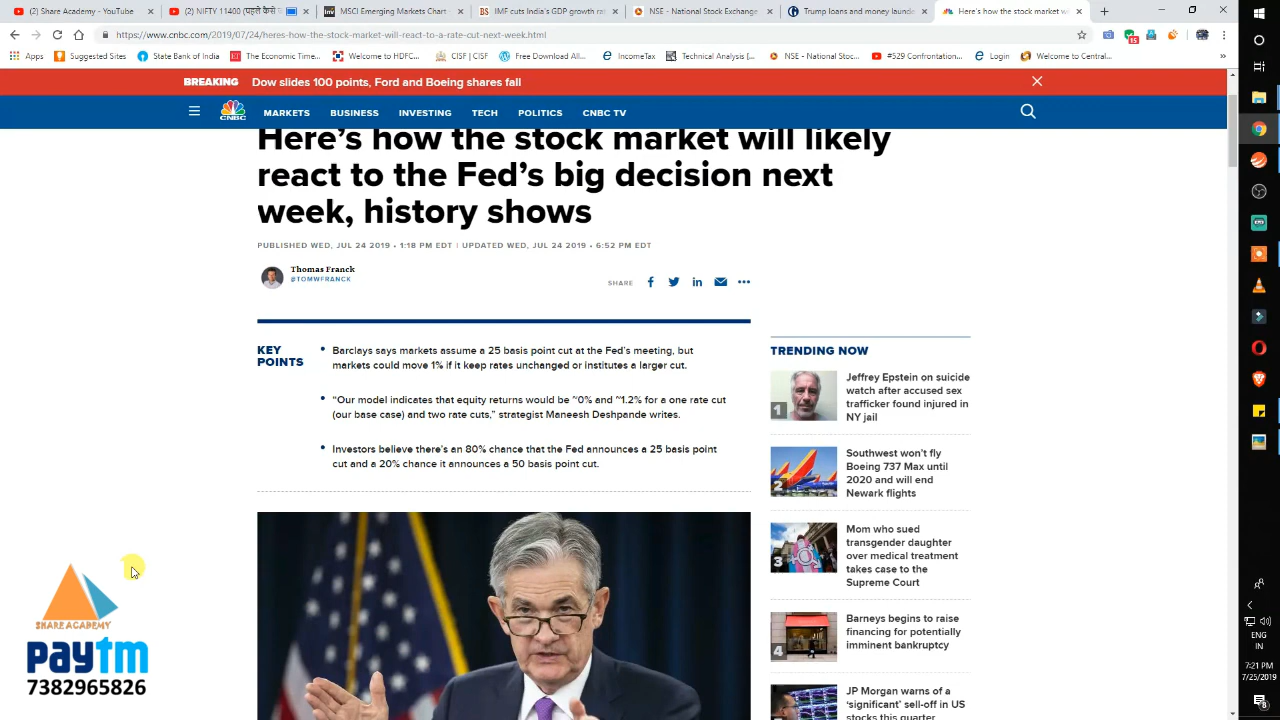 Share Academy - YouTube
(2) NIFTY 11400 (
MSCI Emerging Markets Chart
IMF cuts India's GDP growth ra
NSE - National Stock Exchange
Trump loans money laundering
Here's how the stock market w
https://www.cnbc.com/2019/07/24/heres-how-the-stock-market-will-react-to-a-rate-cut-next-week.html
Apps
Suggested Sites
State Bank of India
The Economic Time...
Welcome to HDFC...
CISF | CISF
Free Download All...
IncomeTax
Technical Analysis [...
NSE - National Stoc...
#529 Confrontation...
Login
Welcome to Central...
BREAKING
Dow slides 100 points, Ford and Boeing shares fall
CNBC
MARKETS
BUSINESS
INVESTING
TECH
POLITICS
CNBC TV
Here's how the stock market will likely
react to the Fed's big decision next
week, history shows
PUBLISHED WED, JUL 24 2019 • 1:18 PM EDT | UPDATED WED, JUL 24 2019 • 6:52 PM EDT
Thomas Franck
@TOMWFRANCK
SHARE
KEY
POINTS
• Barclays says markets assume a 25 basis point cut at the Fed's meeting, but
markets could move 1% if it keep rates unchanged or institutes a larger cut.
• "Our model indicates that equity returns would be ~0% and ~1.2% for a one rate cut
(our base case) and two rate cuts," strategist Maneesh Deshpande writes.
• Investors believe there's an 80% chance that the Fed announces a 25 basis point
cut and a 20% chance it announces a 50 basis point cut.
TRENDING NOW
1
Jeffrey Epstein on suicide
watch after accused sex
trafficker found injured in
NY jail
2
Southwest won't fly
Boeing 737 Max until
2020 and will end
Newark flights
3
Mom who sued
transgender daughter
over medical treatment
takes case to the
Supreme Court
4
Barneys begins to raise
financing for potentially
imminent bankruptcy
JP Morgan warns of a
'significant' sell-off in US
stocks this quarter
SHARE ACADEMY
paytm
7382965826
ENG
IN
7:21 PM
7/25/2019